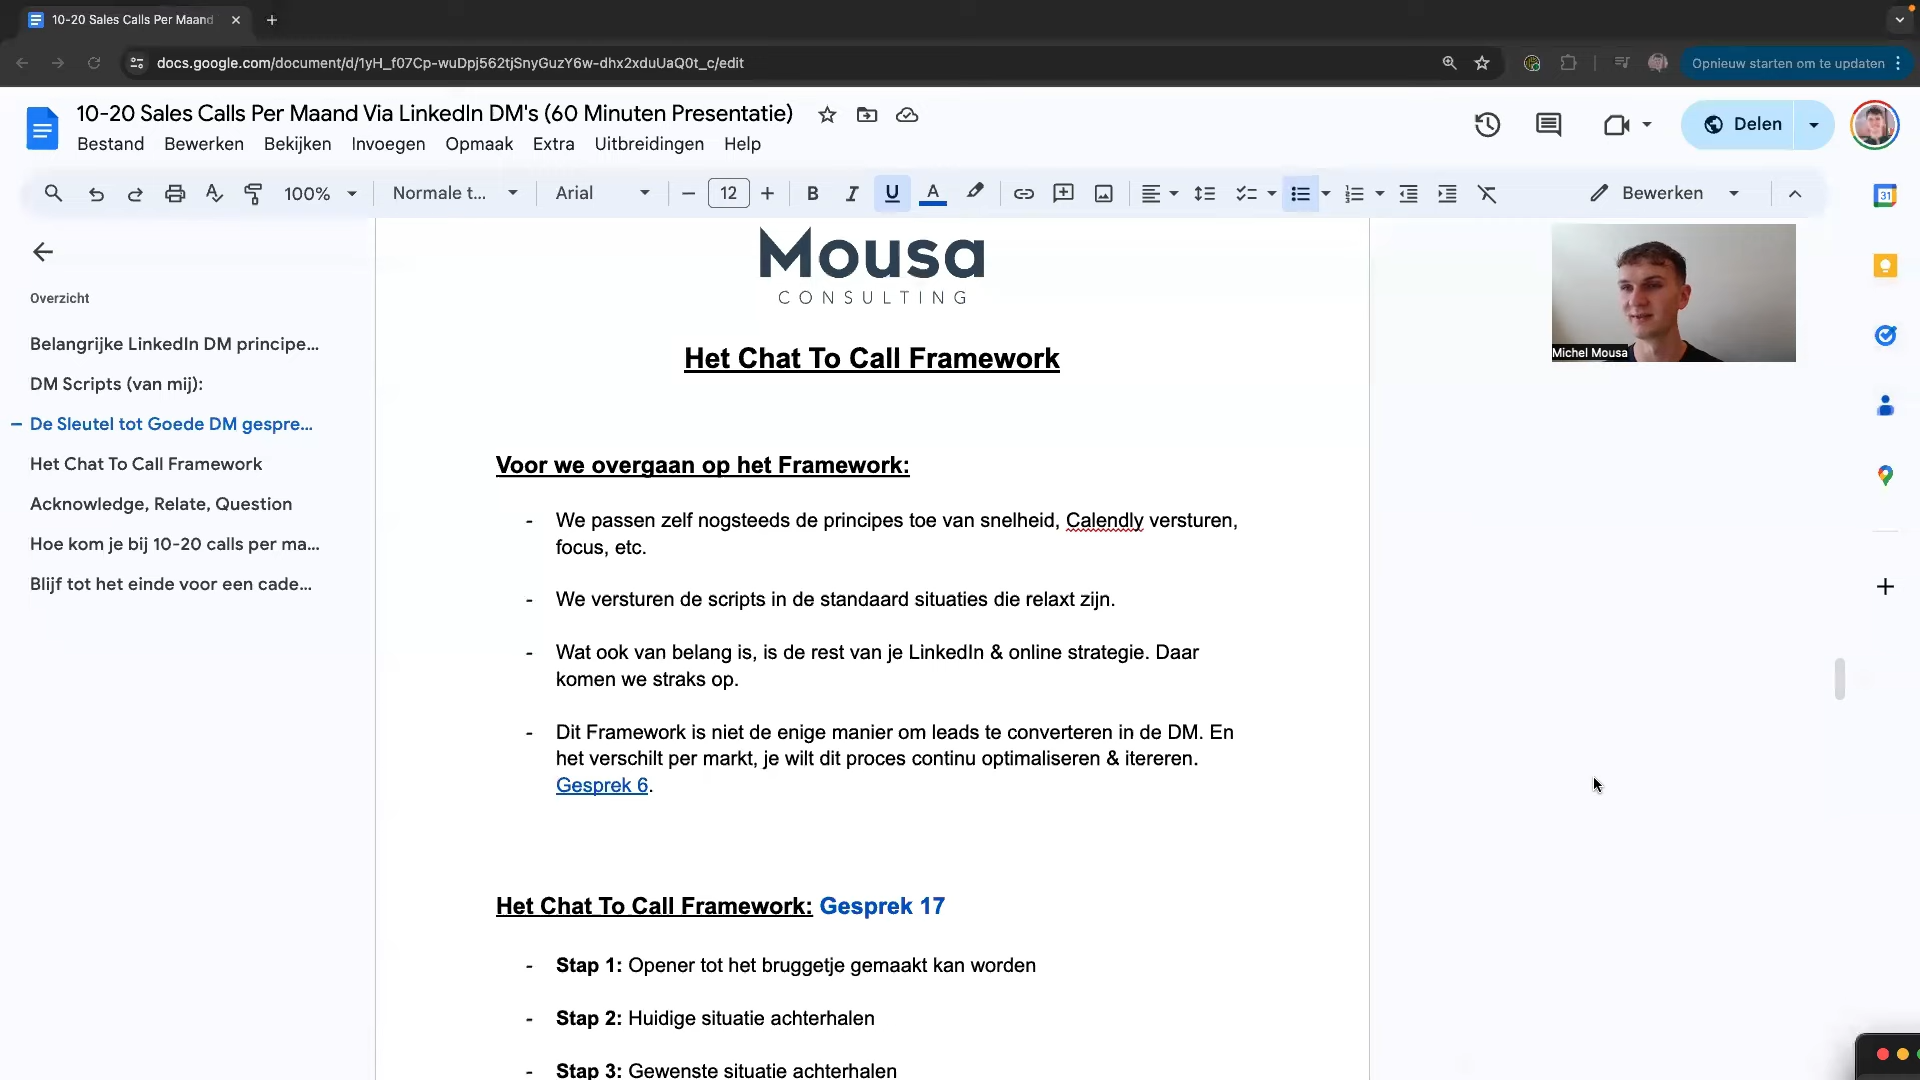 10-20 Sales Calls Per Maand
docs.google.com/document/d/1yH_f07Cp-wuDpj562tjSnyGuzY6w-dhx2xduUaQ0t_c/edit
Opnieuw starten om te updaten
10-20 Sales Calls Per Maand Via LinkedIn DM's (60 Minuten Presentatie)
Bestand Bewerken Bekijken Invoegen Opmaak Extra Uitbreidingen Help
Delen
100% Normale t... Arial 12 Bewerken
31
Overzicht
Belangrijke LinkedIn DM principe...
DM Scripts (van mij):
De Sleutel tot Goede DM gespre...
Het Chat To Call Framework
Acknowledge, Relate, Question
Hoe kom je bij 10-20 calls per ma...
Blijf tot het einde voor een cade...
Mousa
CONSULTING
Het Chat To Call Framework
Voor we overgaan op het Framework:
- We passen zelf nogsteeds de principes toe van snelheid, Calendly versturen,
focus, etc.
- We versturen de scripts in de standaard situaties die relaxt zijn.
- Wat ook van belang is, is de rest van je LinkedIn & online strategie. Daar
komen we straks op.
- Dit Framework is niet de enige manier om leads te converteren in de DM. En
het verschilt per markt, je wilt dit proces continu optimaliseren & itereren.
Gesprek 6.
Het Chat To Call Framework: Gesprek 17
- Stap 1: Opener tot het bruggetje gemaakt kan worden
- Stap 2: Huidige situatie achterhalen
- Stap 3: Gewenste situatie achterhalen
Michel Mousa